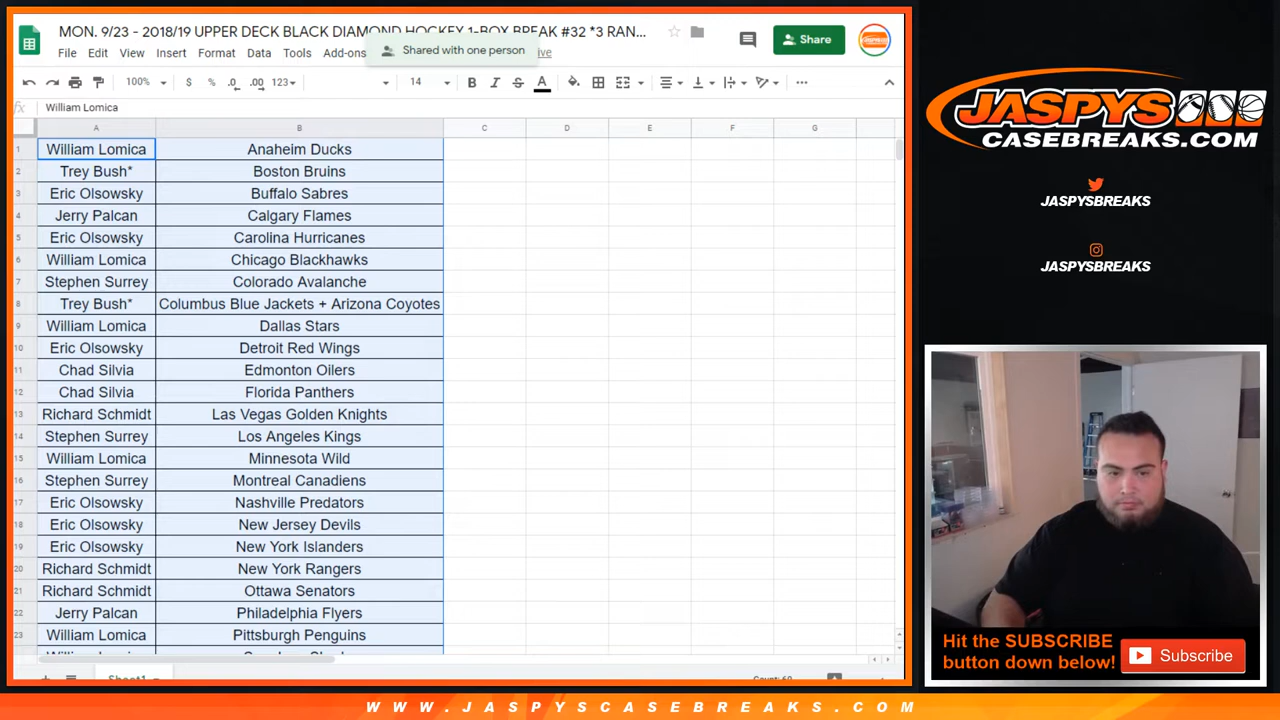 MON. 9/23 - 2018/19 UPPER DECK BLACK DIAMOND HOCKEY 1-BOX BREAK #32 *3 RAN...
File Edit View Insert Format Data Tools Add-ons
Shared with one person
Share
100% $ % .0 .00 123 14 B I S A
fx William Lomica
A B C D E F G
1 William Lomica Anaheim Ducks
2 Trey Bush* Boston Bruins
3 Eric Olsowsky Buffalo Sabres
4 Jerry Palcan Calgary Flames
5 Eric Olsowsky Carolina Hurricanes
6 William Lomica Chicago Blackhawks
7 Stephen Surrey Colorado Avalanche
8 Trey Bush* Columbus Blue Jackets + Arizona Coyotes
9 William Lomica Dallas Stars
10 Eric Olsowsky Detroit Red Wings
11 Chad Silvia Edmonton Oilers
12 Chad Silvia Florida Panthers
13 Richard Schmidt Las Vegas Golden Knights
14 Stephen Surrey Los Angeles Kings
15 William Lomica Minnesota Wild
16 Stephen Surrey Montreal Canadiens
17 Eric Olsowsky Nashville Predators
18 Eric Olsowsky New Jersey Devils
19 Eric Olsowsky New York Islanders
20 Richard Schmidt New York Rangers
21 Richard Schmidt Ottawa Senators
22 Jerry Palcan Philadelphia Flyers
23 William Lomica Pittsburgh Penguins
Sheet1
JASPYS
CASEBREAKS.COM
JASPYSBREAKS
JASPYSBREAKS
Hit the SUBSCRIBE
button down below!
Subscribe
WWW.JASPYSCASEBREAKS.COM